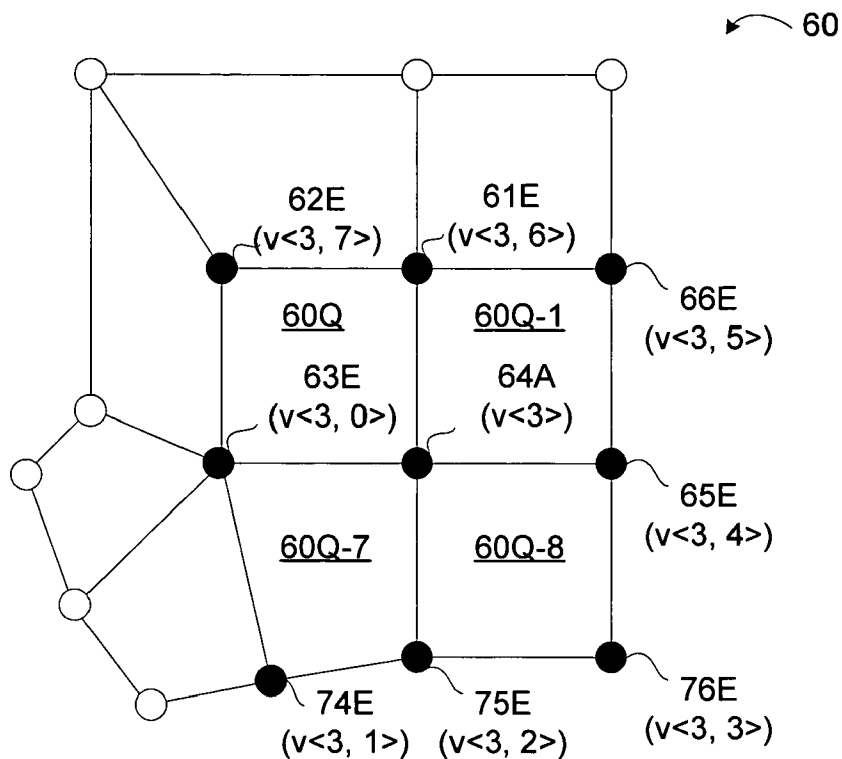 60
62E
(v<3, 7>)
61E
(v<3, 6>)
66E
(v<3, 5>)
60Q
60Q-1
63E
(v<3, 0>)
64A
(v<3>)
65E
(v<3, 4>)
60Q-7
60Q-8
74E
(v<3, 1>)
75E
(v<3, 2>)
76E
(v<3, 3>)